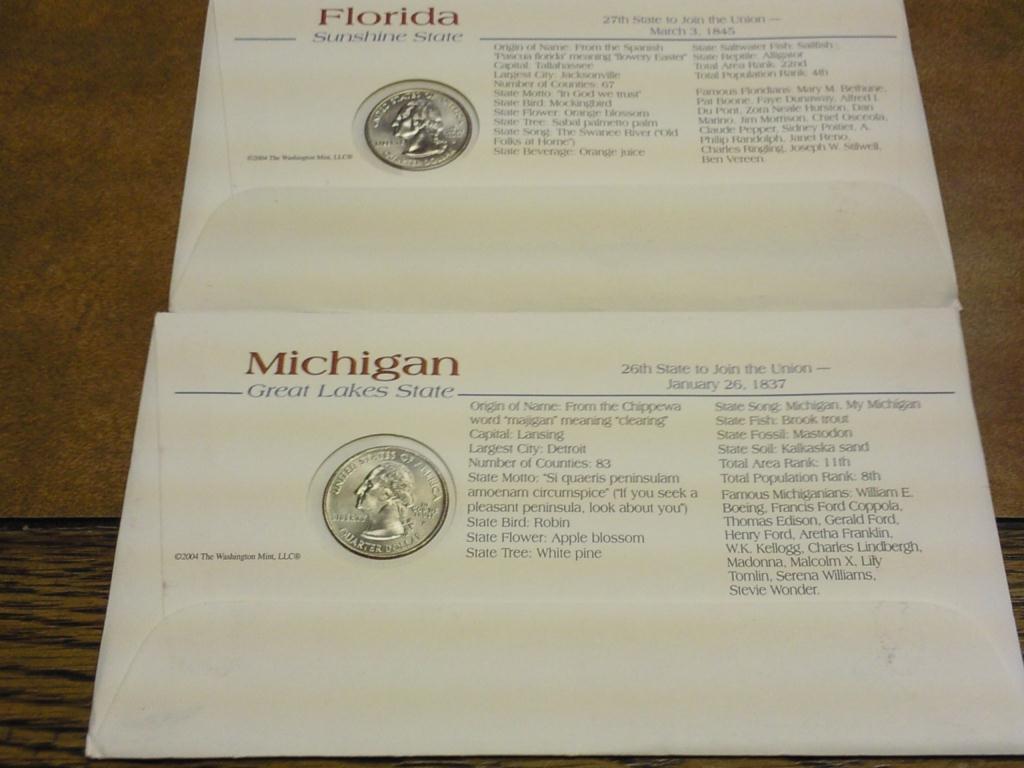 Florida
Sunshine State
27th State to Join the Union —
March 3, 1845
Origin of Name: From the Spanish
"Pascua florida" meaning "flowery Easter"
Capital: Tallahassee
Largest City: Jacksonville
Number of Counties: 67
State Motto: "In God we trust"
State Bird: Mockingbird
State Flower: Orange blossom
State Tree: Sabal palmetto palm
State Song: The Swanee River ("Old
Folks at Home")
State Beverage: Orange juice
State Saltwater Fish: Sailfish
State Reptile: Alligator
Total Area Rank: 22nd
Total Population Rank: 4th
Famous Floridians: Mary M. Bethune,
Pat Boone, Faye Dunaway, Alfred I.
Du Pont, Zora Neale Hurston, Dan
Marino, Jim Morrison, Chief Osceola,
Claude Pepper, Sidney Poitier, A.
Philip Randolph, Janet Reno,
Charles Ringling, Joseph W. Stilwell,
Ben Vereen.
UNITED STATES OF AMERICA
LIBERTY
QUARTER DOLLAR
©2004 The Washington Mint, LLC®
Michigan
Great Lakes State
26th State to Join the Union —
January 26, 1837
Origin of Name: From the Chippewa
word "majigan" meaning "clearing"
Capital: Lansing
Largest City: Detroit
Number of Counties: 83
State Motto: "Si quaeris peninsulam
amoenam circumspice" ("If you seek a
pleasant peninsula, look about you")
State Bird: Robin
State Flower: Apple blossom
State Tree: White pine
State Song: Michigan, My Michigan
State Fish: Brook trout
State Fossil: Mastodon
State Soil: Kalkaska sand
Total Area Rank: 11th
Total Population Rank: 8th
Famous Michiganians: William E.
Boeing, Francis Ford Coppola,
Thomas Edison, Gerald Ford,
Henry Ford, Aretha Franklin,
W.K. Kellogg, Charles Lindbergh,
Madonna, Malcolm X, Lily
Tomlin, Serena Williams,
Stevie Wonder.
UNITED STATES OF AMERICA
LIBERTY
QUARTER DOLLAR
©2004 The Washington Mint, LLC®